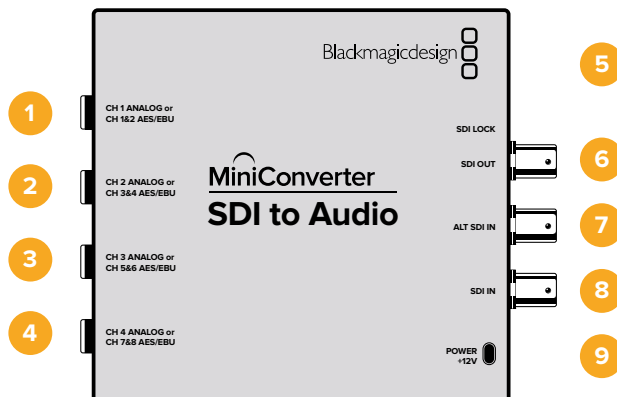 Blackmagicdesign
1
CH 1 ANALOG or
CH 1&2 AES/EBU
2
CH 2 ANALOG or
CH 3&4 AES/EBU
3
CH 3 ANALOG or
CH 5&6 AES/EBU
4
CH 4 ANALOG or
CH 7&8 AES/EBU
MiniConverter
SDI to Audio
5
SDI LOCK
SDI OUT
6
ALT SDI IN
7
SDI IN
8
POWER
+12V
9